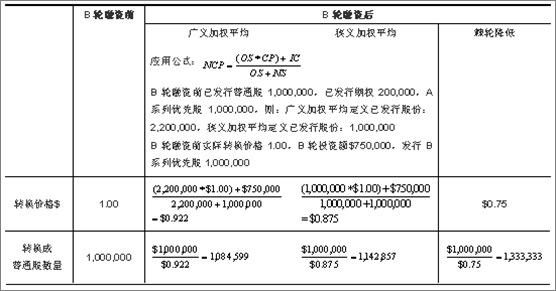 B 轮融资前
B 轮融资后
广义加权平均
狭义加权平均
棘轮降低
应用公式: NCP = ((OS*CP)+IC) / (OS+NS)
B 轮融资前已发行普通股 1,000,000,已发行期权 200,000,A
系列优先股 1,000,000,则:广义加权平均定义已发行股份:
2,200,000,狭义加权平均定义已发行股份:1,000,000
B 轮融资前实际转换价格 1.00,B 轮投资额$750,000,发行 B
系列优先股 1,000,000
转换价格$
1.00
(2,200,000*$1.00)+$750,000
2,200,000+1,000,000
=$0.922
(1,000,000*$1.00)+$750,000
1,000,000+1,000,000
=$0.875
$0.75
转换成
普通股数量
1,000,000
$1,000,000 / $0.922 = 1,084,599
$1,000,000 / $0.875 = 1,142,857
$1,000,000 / $0.75 = 1,333,333